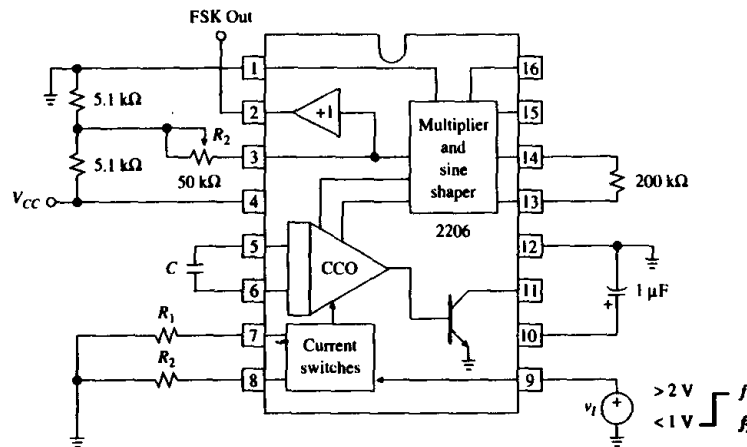 FSK Out
1
16
5.1 kΩ
2
+1
15
R₂
3
Multiplier
and
sine
shaper
14
5.1 kΩ
50 kΩ
200 kΩ
V_CC
4
13
2206
5
12
C
CCO
6
11
1 μF
+
R₁
7
10
Current
switches
R₂
8
9
v_I
+
> 2 V
f
< 1 V
f